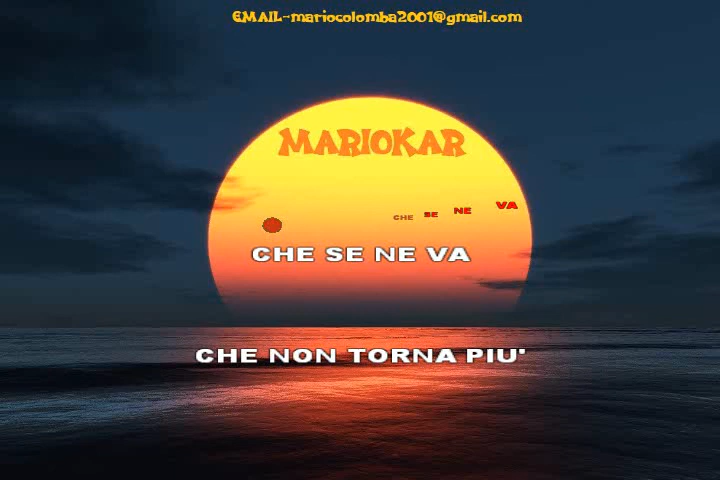 EMAIL-mariocolomba2001@gmail.com
MARIOKAR
CHE SE NE VA
CHE SE NE VA
CHE NON TORNA PIU'